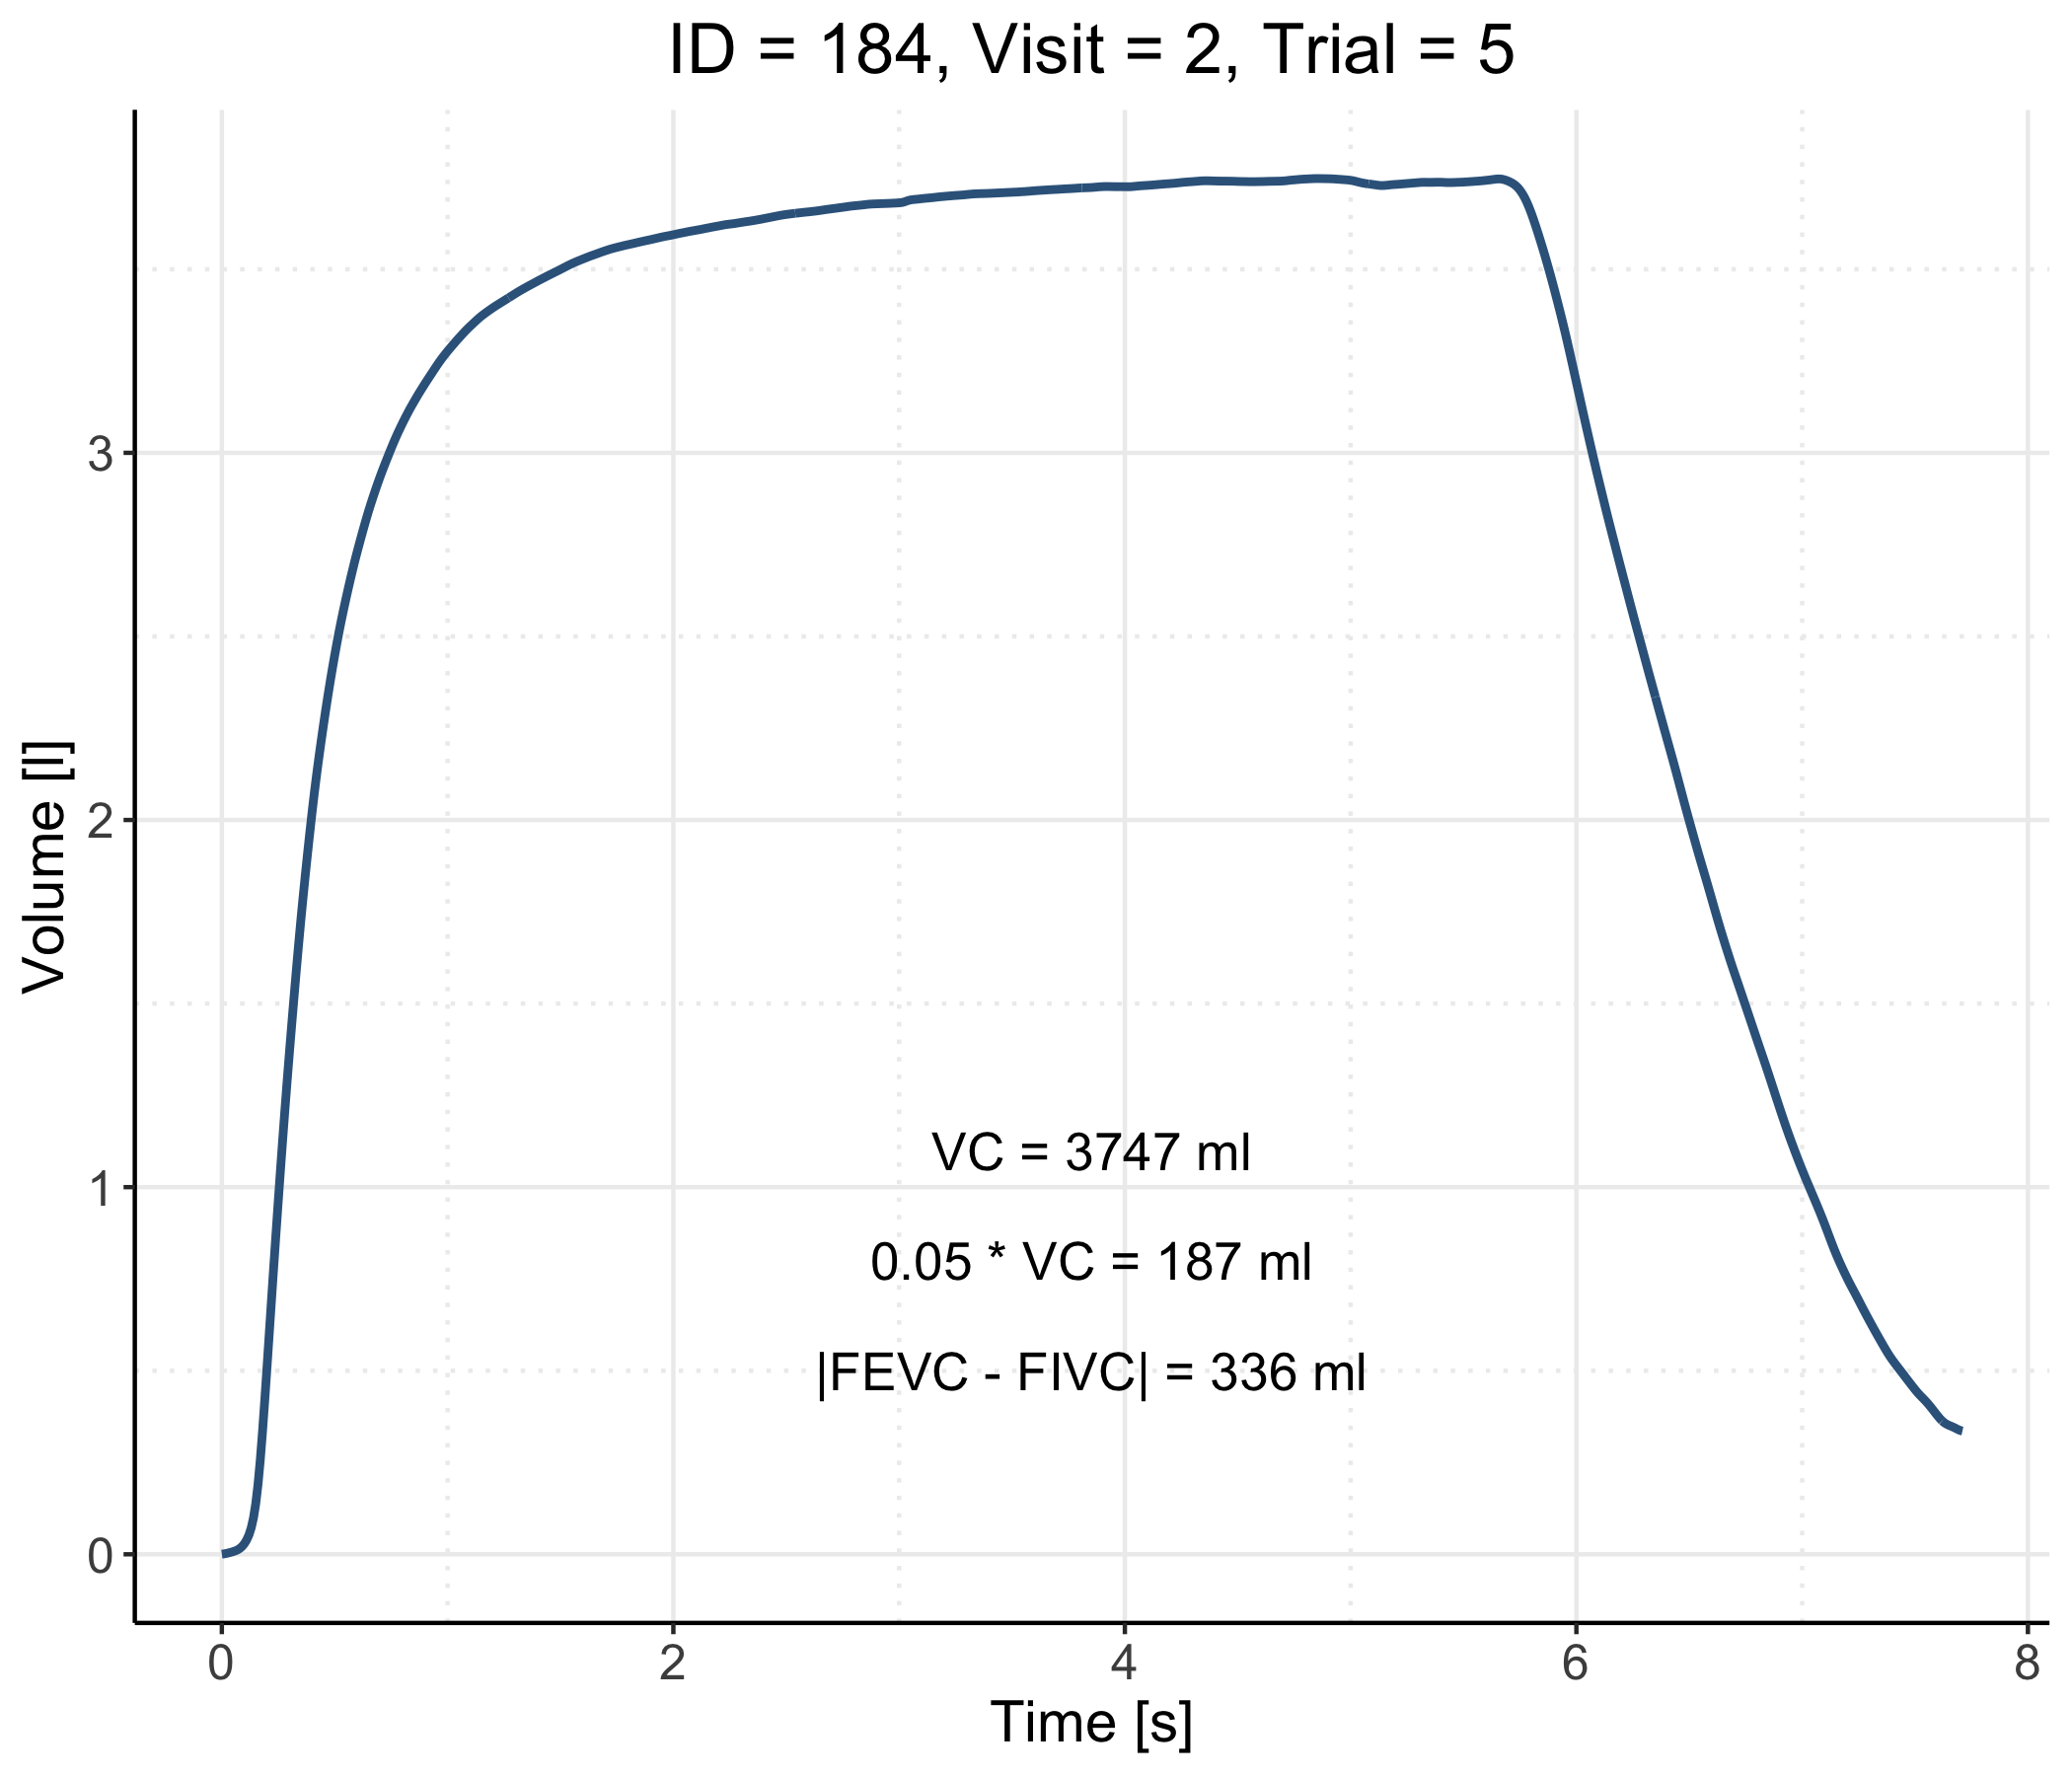 ID = 184, Visit = 2, Trial = 5
Volume [l]
3
2
1
0
VC = 3747 ml
0.05 * VC = 187 ml
|FEVC - FIVC| = 336 ml
0 2 4 6 8
Time [s]